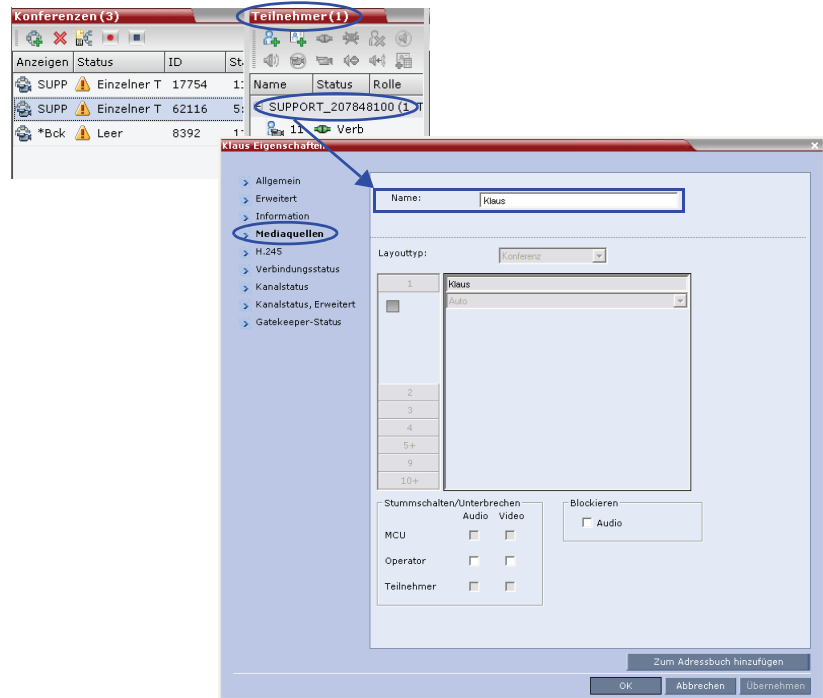 Konferenzen (3)
Anzeigen Status ID
SUPP Einzelner T 17754
SUPP Einzelner T 62116
*Bck Leer 8392
Teilnehmer (1)
Name Status Rolle
SUPPORT_207848100 (1 T
11 Verb
Klaus Eigenschaften
Allgemein
Erweitert
Information
Mediaquellen
H.245
Verbindungsstatus
Kanalstatus
Kanalstatus, Erweitert
Gatekeeper-Status
Name: Klaus
Layouttyp: Konferenz
1 Klaus
Auto
2
3
4
5+
9
10+
Stummschalten/Unterbrechen
Audio Video
MCU
Operator
Teilnehmer
Blockieren
Audio
Zum Adressbuch hinzufügen
OK Abbrechen Übernehmen